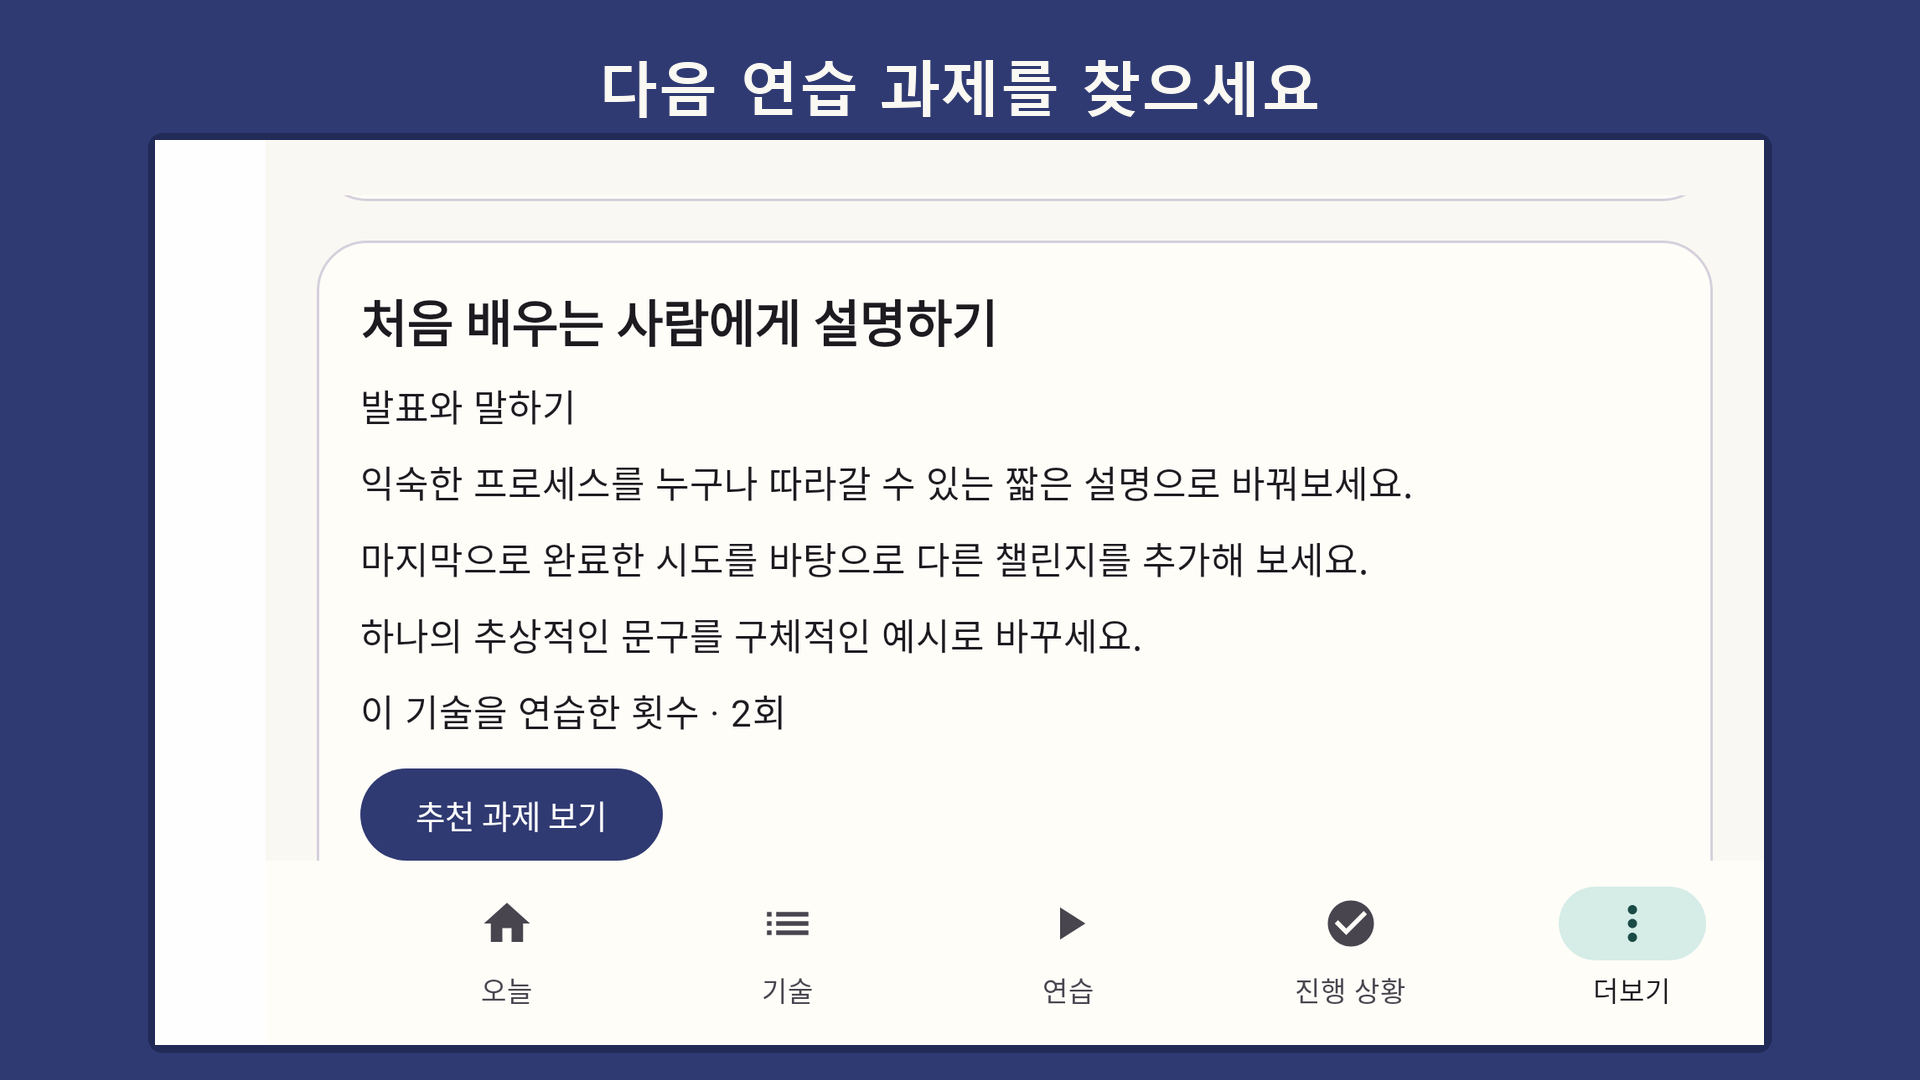 다음 연습 과제를 찾으세요
처음 배우는 사람에게 설명하기
발표와 말하기
익숙한 프로세스를 누구나 따라갈 수 있는 짧은 설명으로 바꿔보세요.
마지막으로 완료한 시도를 바탕으로 다른 챌린지를 추가해 보세요.
하나의 추상적인 문구를 구체적인 예시로 바꾸세요.
이 기술을 연습한 횟수 · 2회
추천 과제 보기
오늘
기술
연습
진행 상황
더보기